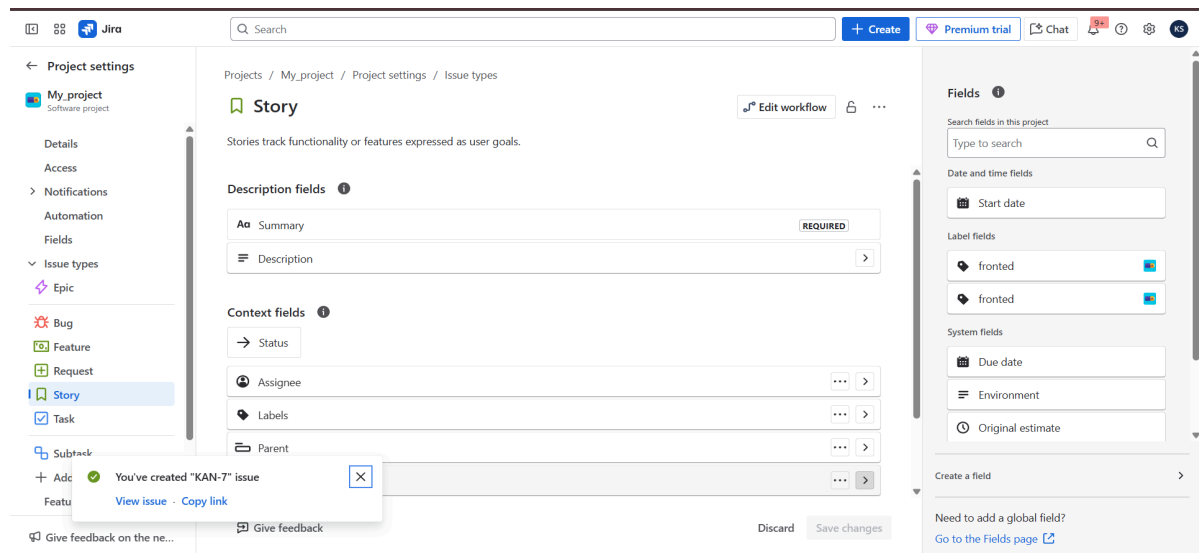 Jira
Search
Create
Premium trial
Chat
9+
KS
Project settings
My_project
Software project
Details
Access
Notifications
Automation
Fields
Issue types
Epic
Bug
Feature
Request
Story
Task
Subtask
Give feedback on the ne...
Projects / My_project / Project settings / Issue types
Story
Edit workflow
Stories track functionality or features expressed as user goals.
Description fields
Aa Summary
REQUIRED
Description
Context fields
Status
Assignee
Labels
Parent
You've created "KAN-7" issue
View issue · Copy link
Give feedback
Discard
Save changes
Fields
Search fields in this project
Type to search
Date and time fields
Start date
Label fields
fronted
fronted
System fields
Due date
Environment
Original estimate
Create a field
Need to add a global field?
Go to the Fields page